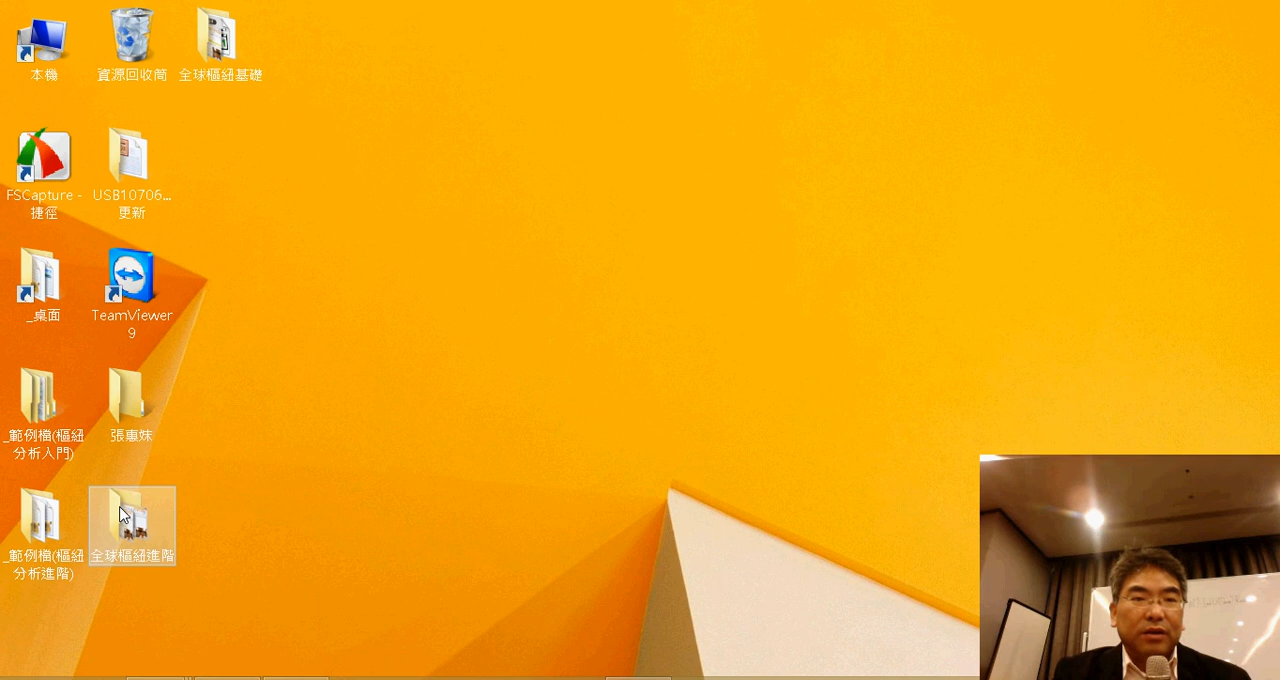 本機
資源回收筒
全球樞紐基礎
FSCapture -
捷徑
USB10706...
更新
_桌面
TeamViewer
9
_範例檔(樞紐
分析入門)
張惠妹
_範例檔(樞紐
分析進階)
全球樞紐進階